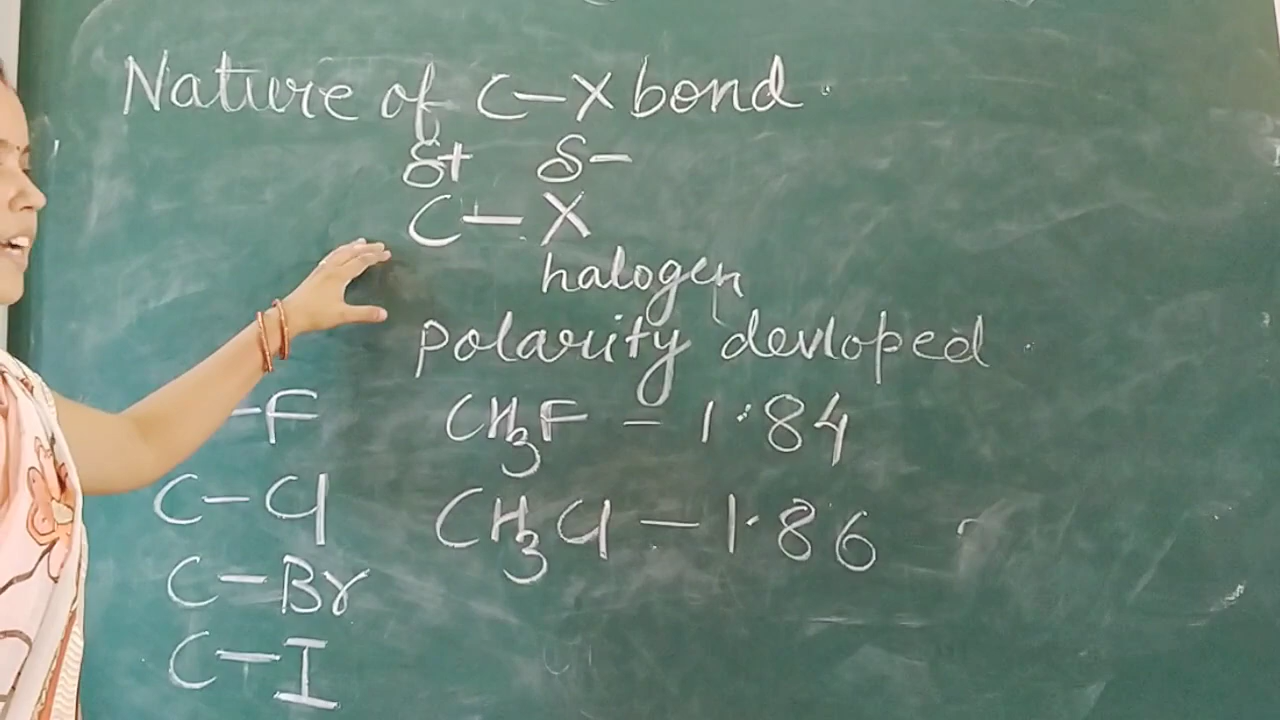 Nature of C-X bond.
δ+ δ-
C-X
halogen
polarity devloped
-F CH3F - 1.84
C-Cl CH3Cl - 1.86
C-Br
C-I